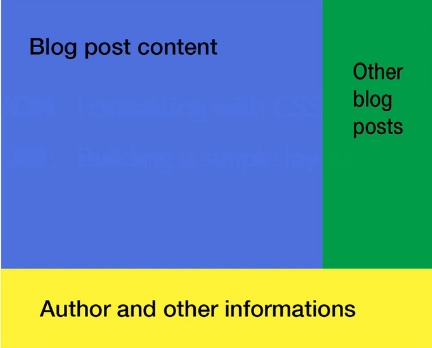 Blog post content
Other
blog
posts
Author and other informations